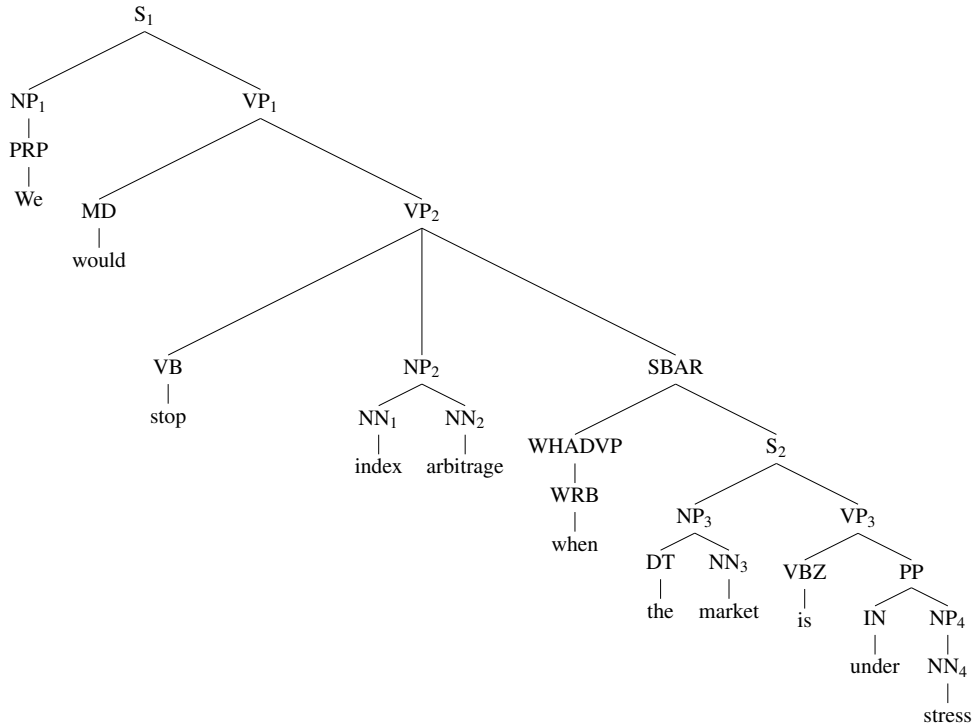 S₁
NP₁ VP₁
PRP
We
MD VP₂
would
VB NP₂ SBAR
stop
NN₁ NN₂
index arbitrage
WHADVP S₂
WRB
when
NP₃ VP₃
DT NN₃
the market
VBZ PP
is
IN NP₄
under
NN₄
stress